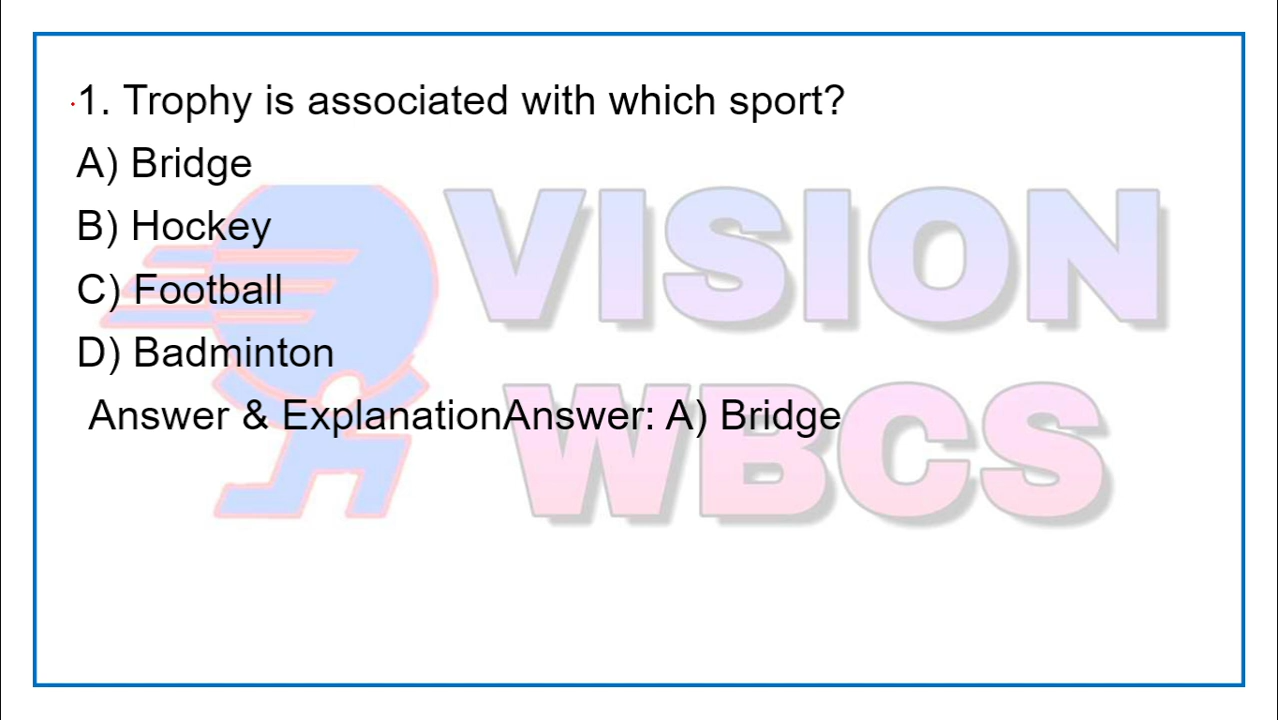 1. Trophy is associated with which sport?
A) Bridge
B) Hockey
C) Football
D) Badminton
Answer & ExplanationAnswer: A) Bridge
VISION
WBCS